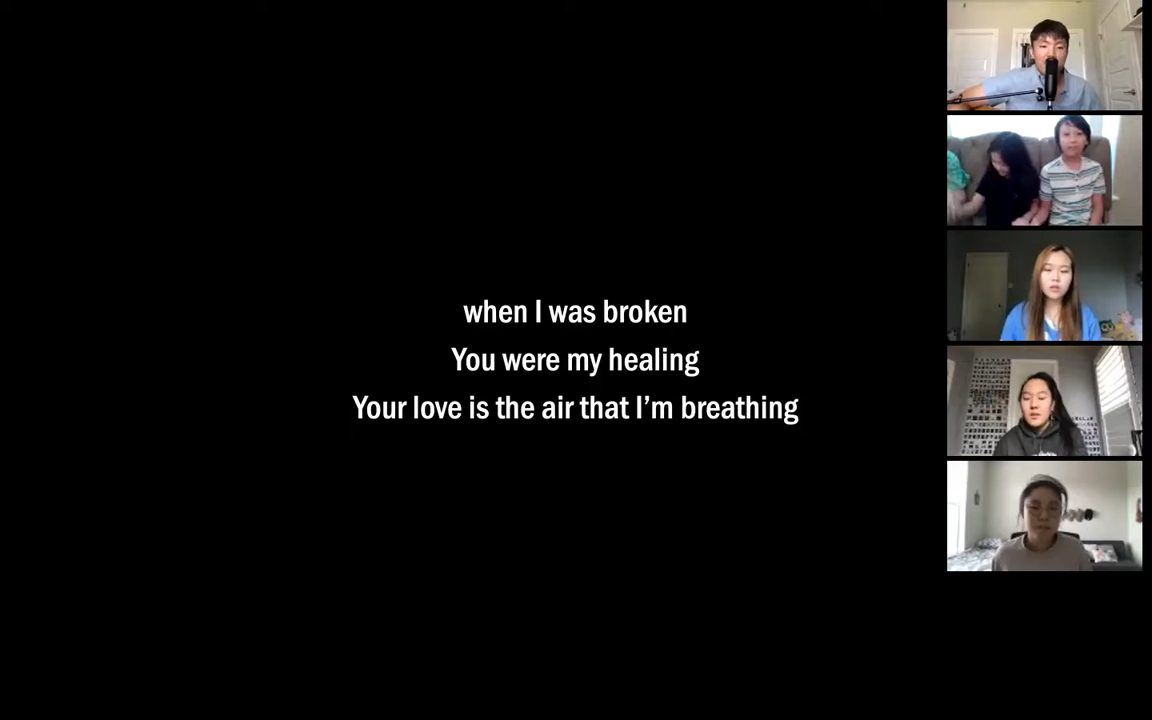 when I was broken
You were my healing
Your love is the air that I'm breathing